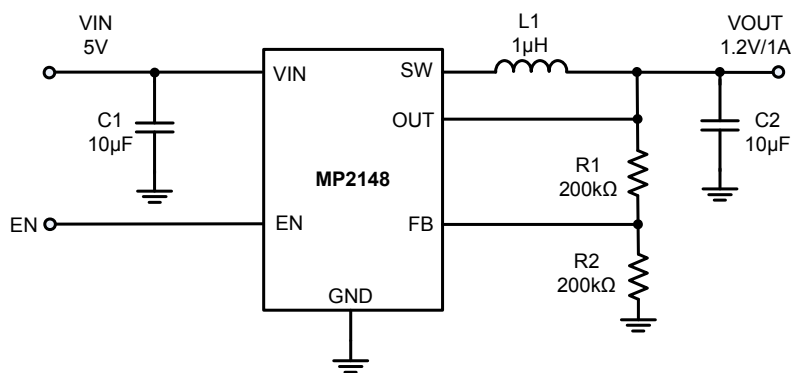 VIN
5V
L1
1µH
VOUT
1.2V/1A
VIN
SW
C1
10µF
OUT
C2
10µF
MP2148
R1
200kΩ
EN
EN
FB
R2
200kΩ
GND